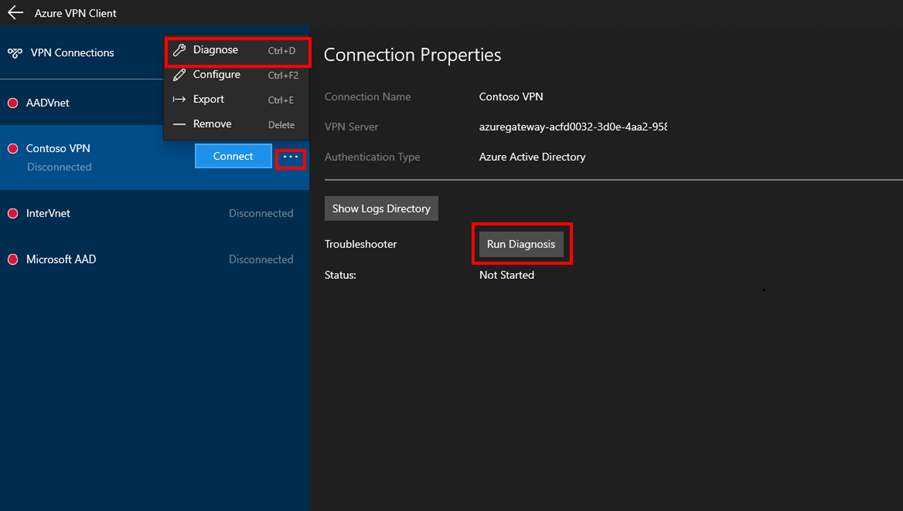 Azure VPN Client
VPN Connections
Diagnose Ctrl+D
Configure Ctrl+F2
Export Ctrl+E
Remove Delete
AADVnet
Contoso VPN
Disconnected
Connect ...
InterVnet Disconnected
Microsoft AAD Disconnected
Connection Properties
Connection Name Contoso VPN
VPN Server azuregateway-acfd0032-3d0e-4aa2-958
Authentication Type Azure Active Directory
Show Logs Directory
Troubleshooter Run Diagnosis
Status: Not Started